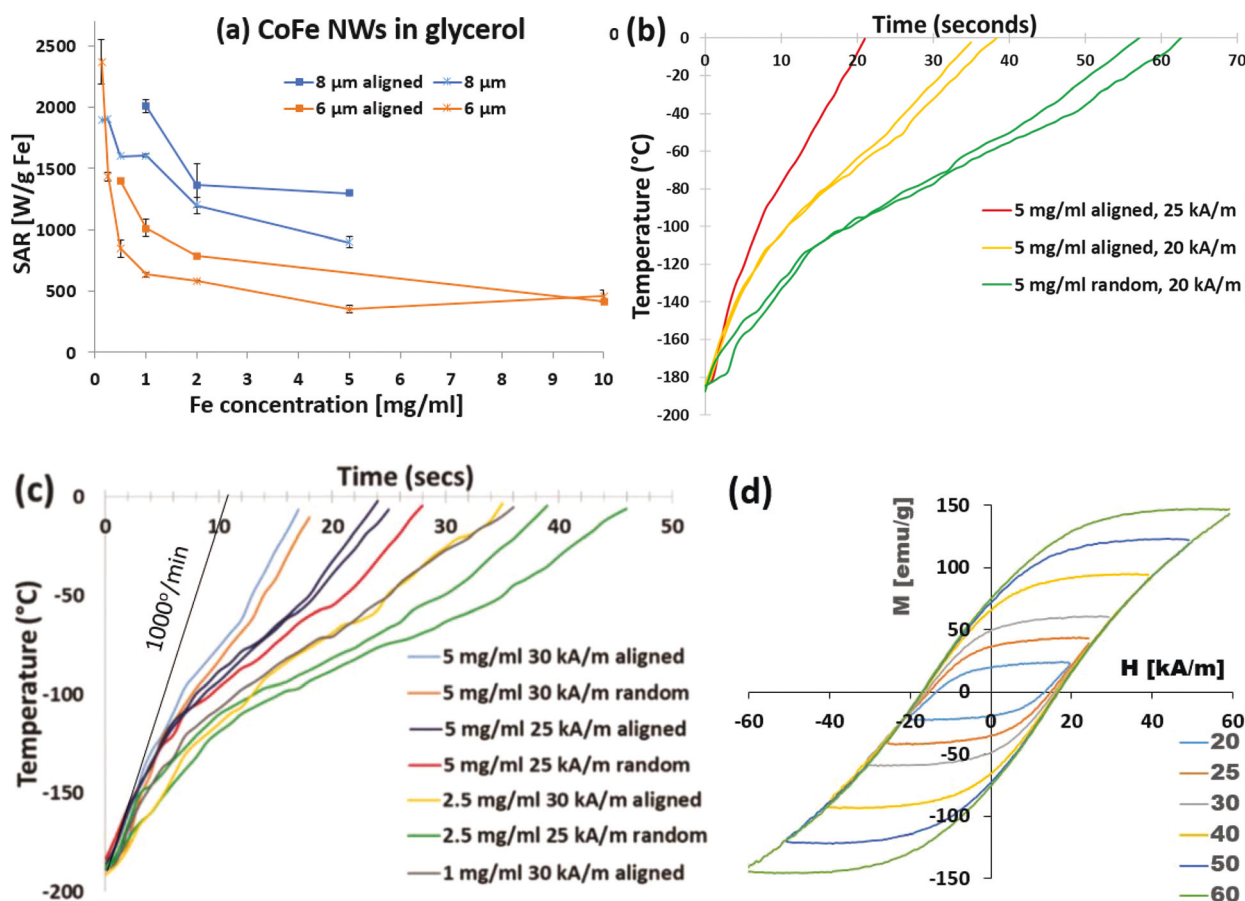 (a) CoFe NWs in glycerol
8 μm aligned
8 μm
6 μm aligned
6 μm
SAR [W/g Fe]
2500
2000
1500
1000
500
0
0 1 2 3 4 5 6 7 8 9 10
Fe concentration [mg/ml]
(b)
Time (seconds)
0
0 10 20 30 40 50 60 70
Temperature (°C)
0
-20
-40
-60
-80
-100
-120
-140
-160
-180
-200
5 mg/ml aligned, 25 kA/m
5 mg/ml aligned, 20 kA/m
5 mg/ml random, 20 kA/m
(c)
Time (secs)
0 10 20 30 40 50
1000°/min
Temperature (°C)
0
-50
-100
-150
-200
5 mg/ml 30 kA/m aligned
5 mg/ml 30 kA/m random
5 mg/ml 25 kA/m aligned
5 mg/ml 25 kA/m random
2.5 mg/ml 30 kA/m aligned
2.5 mg/ml 25 kA/m random
1 mg/ml 30 kA/m aligned
(d)
M [emu/g]
150
100
50
0
-50
-100
-150
H [kA/m]
-60 -40 -20 0 20 40 60
20
25
30
40
50
60